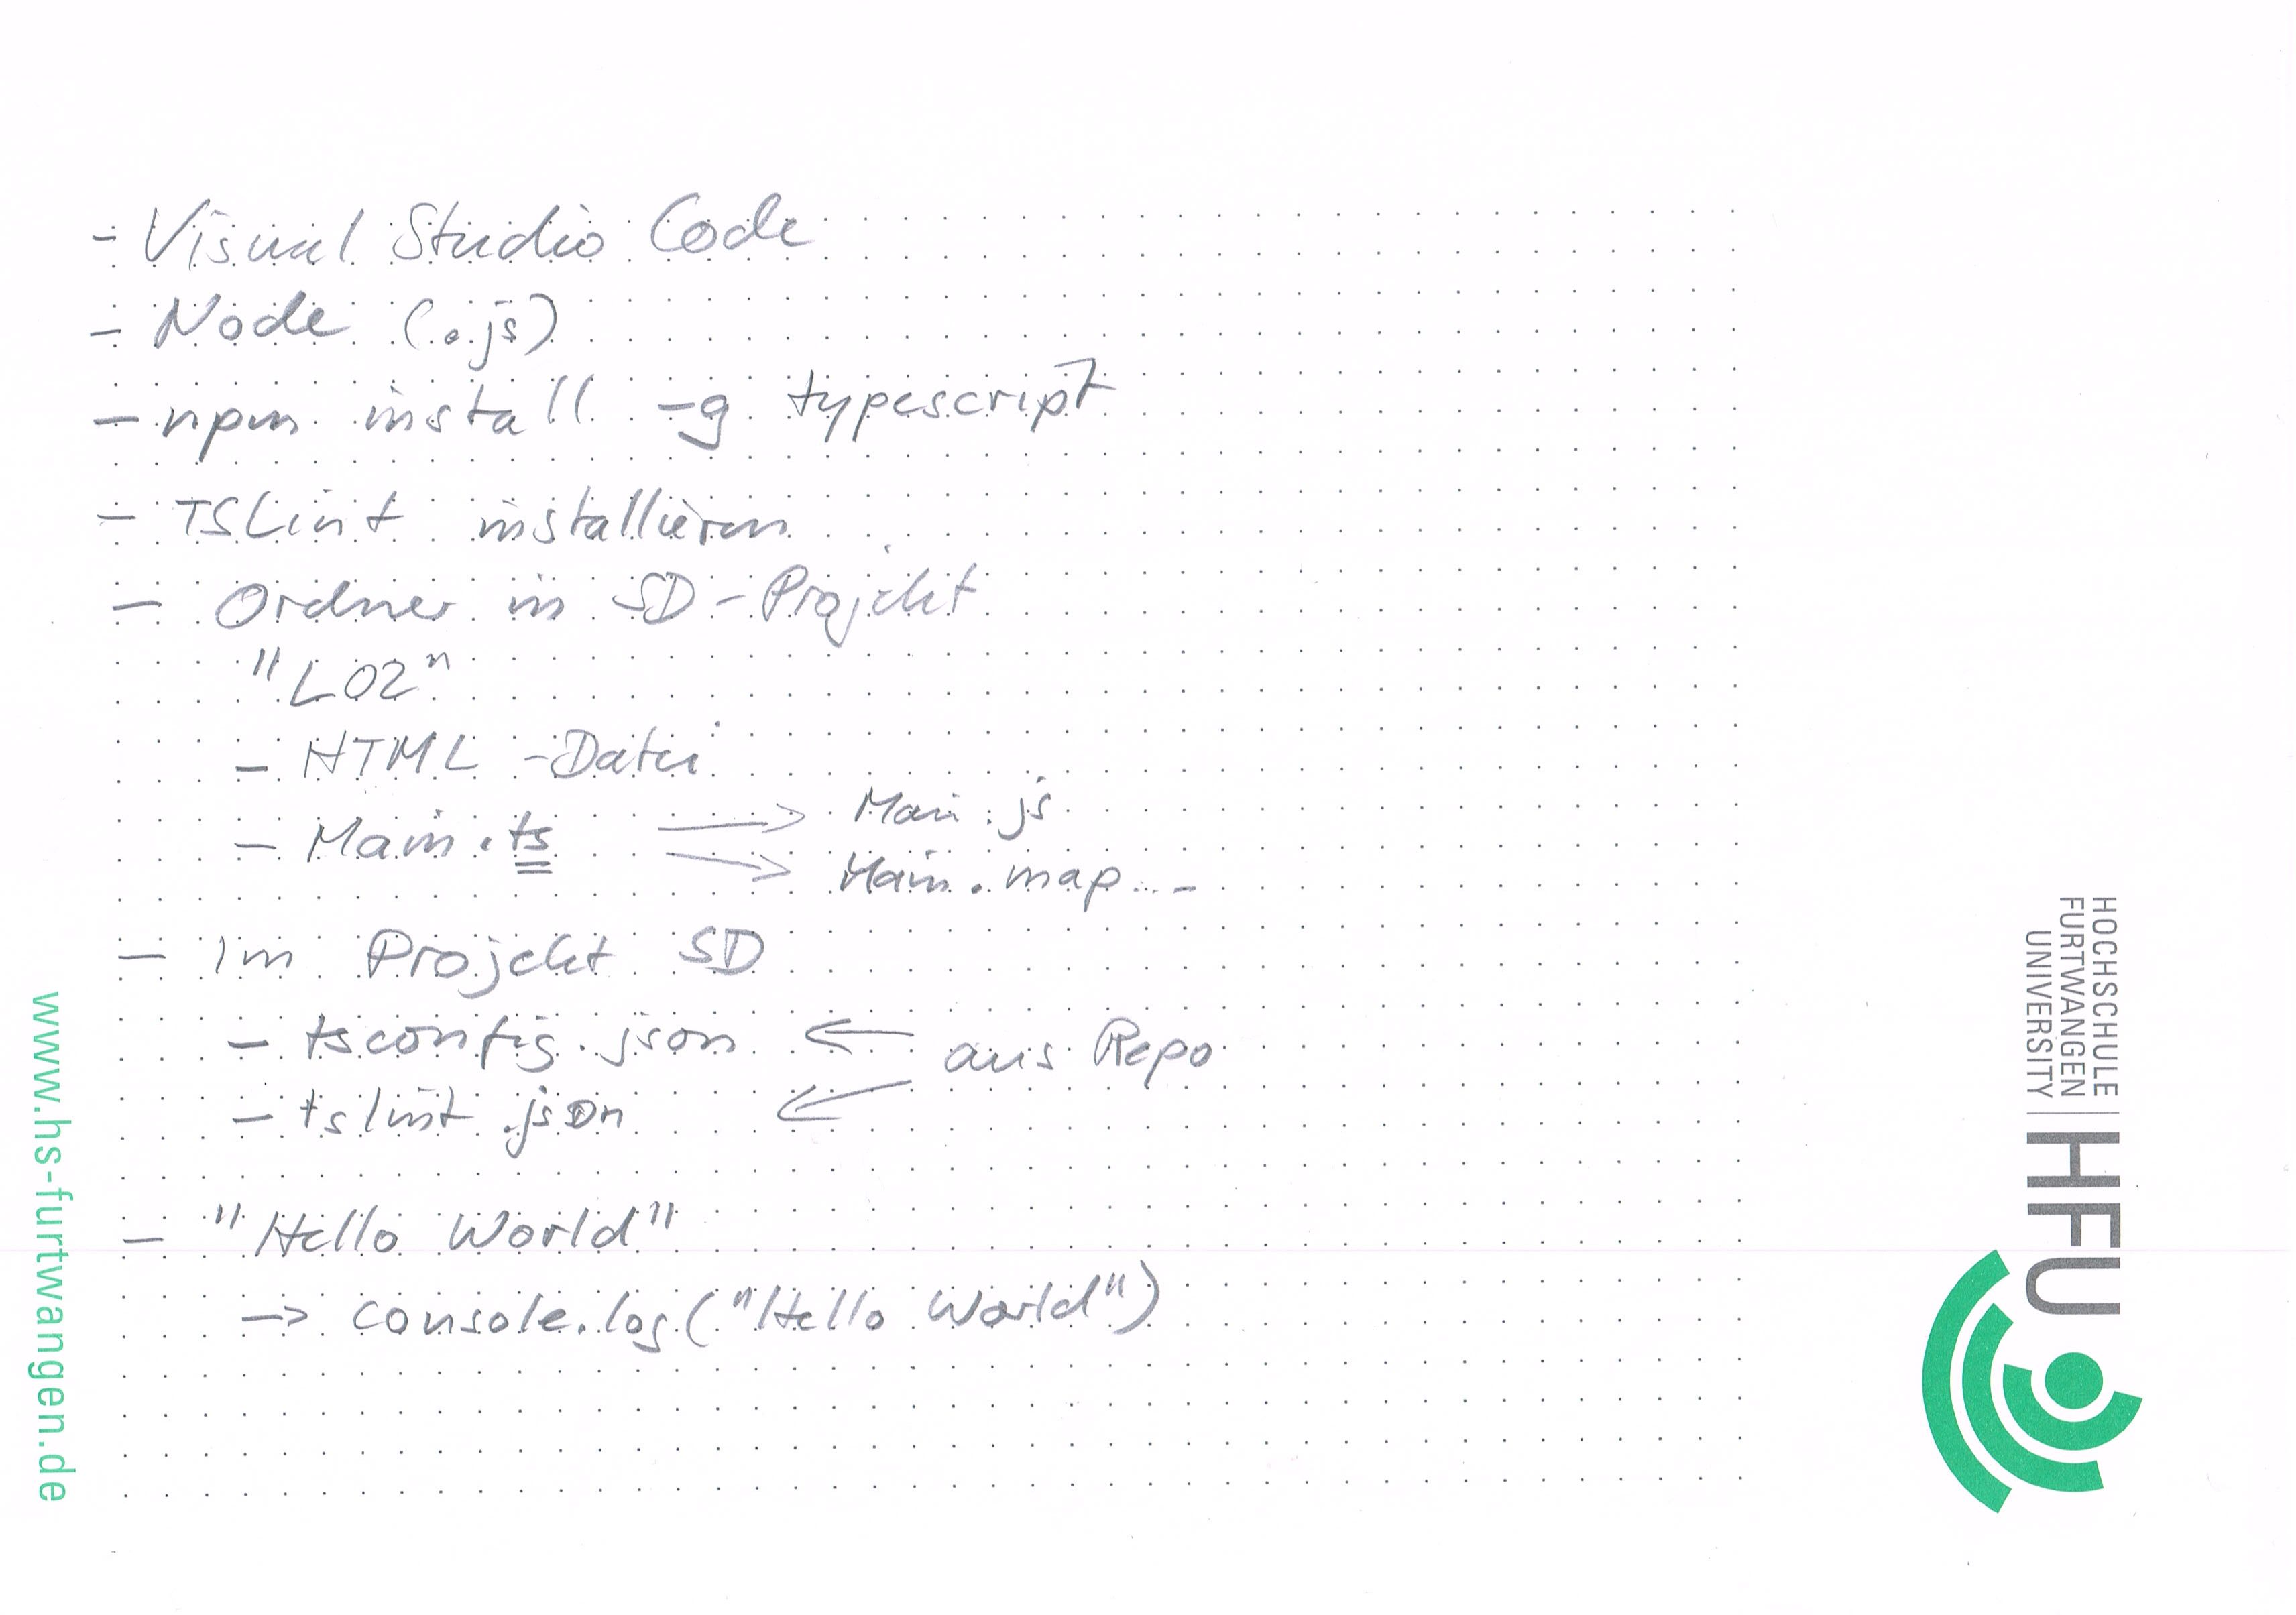 - Visual Studio Code
- Node (.js)
- npm install -g typescript
- TSLint installieren
- Ordner in SD-Projekt
"L02"
- HTML-Datei
- Main.ts → Main.js
→ Main.map...
- im Projekt SD
- tsconfig.json ← aus Repo
- tslint.json ←
- "Hello World"
-> console.log("Hello World")
www.hs-furtwangen.de
HOCHSCHULE
FURTWANGEN
UNIVERSITY
HFU